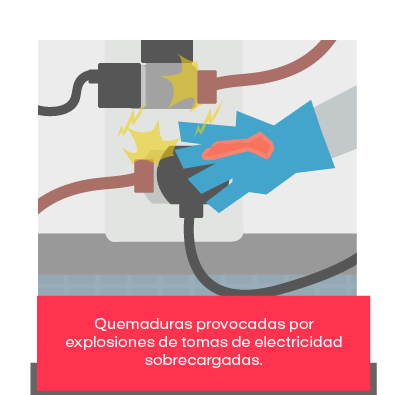 Quemaduras provocadas por
explosiones de tomas de electricidad
sobrecargadas.